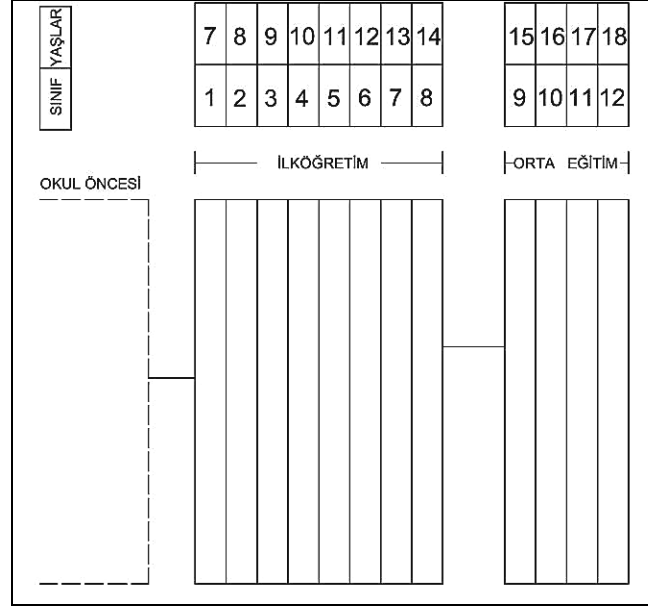 YAŞLAR 7 8 9 10 11 12 13 14 15 16 17 18
SINIF 1 2 3 4 5 6 7 8 9 10 11 12
İLKÖĞRETİM ORTA EĞİTİM
OKUL ÖNCESİ